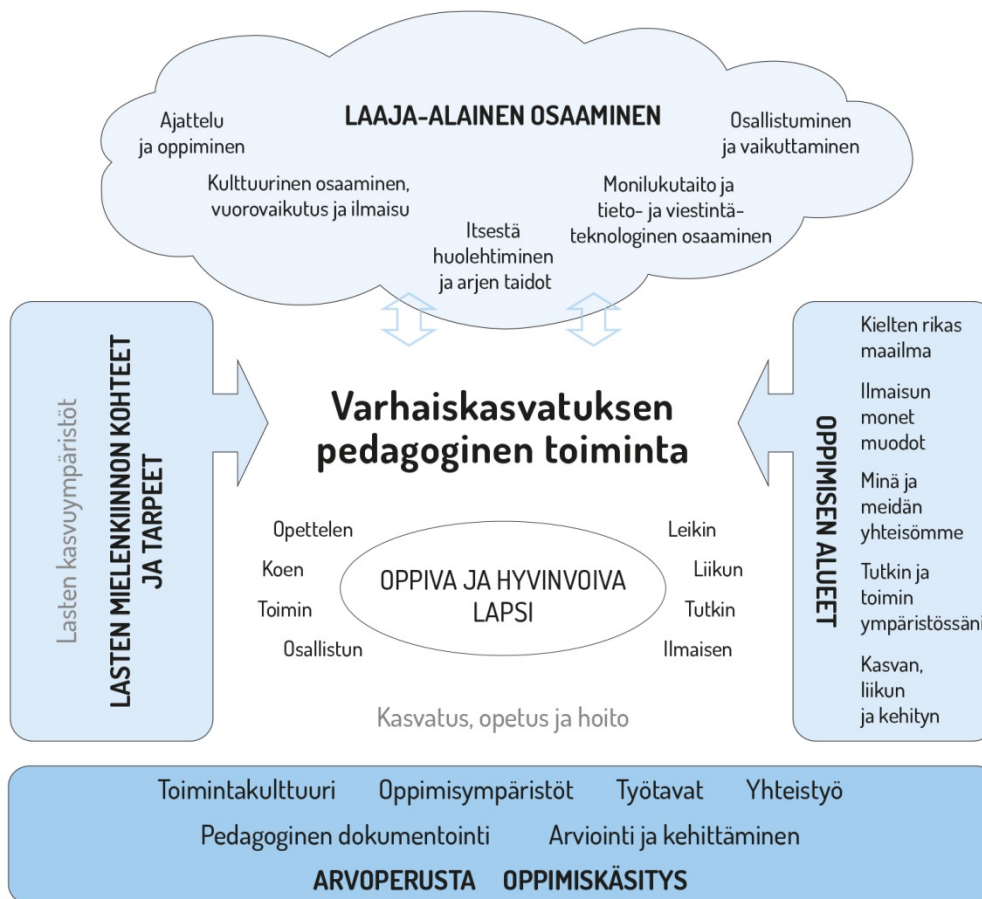 LAAJA-ALAINEN OSAAMINEN
Ajattelu
ja oppiminen
Kulttuurinen osaaminen,
vuorovaikutus ja ilmaisu
Itsestä
huolehtiminen
ja arjen taidot
Monilukutaito ja
tieto- ja viestintä-
teknologinen osaaminen
Osallistuminen
ja vaikuttaminen
Lasten kasvuympäristöt
LASTEN MIELENKIINNON KOHTEET
JA TARPEET
Varhaiskasvatuksen
pedagoginen toiminta
Opettelen
Koen
Toimin
Osallistun
OPPIVA JA HYVINVOIVA
LAPSI
Leikin
Liikun
Tutkin
Ilmaisen
Kasvatus, opetus ja hoito
OPPIMISEN ALUEET
Kielten rikas
maailma
Ilmaisun
monet
muodot
Minä ja
meidän
yhteisömme
Tutkin ja
toimin
ympäristössäni
Kasvan,
liikun
ja kehityn
Toimintakulttuuri Oppimisympäristöt Työtavat Yhteistyö
Pedagoginen dokumentointi Arviointi ja kehittäminen
ARVOPERUSTA OPPIMISKÄSITYS